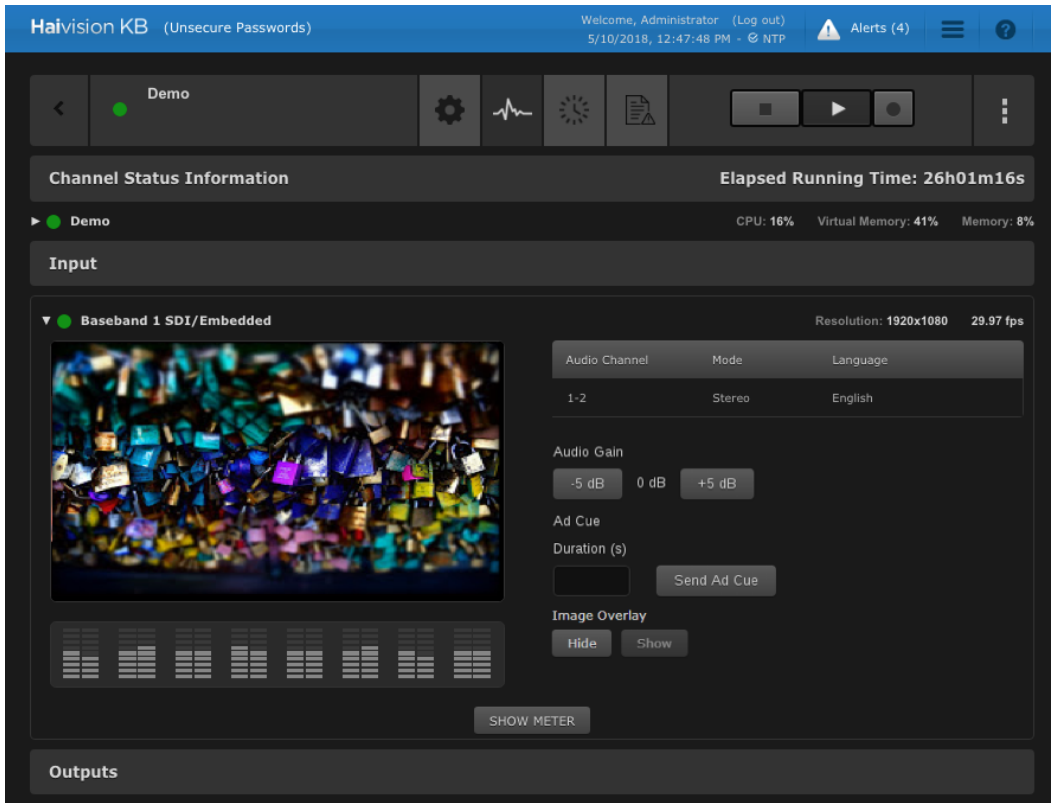 Haivision KB (Unsecure Passwords)
Welcome, Administrator (Log out)
5/10/2018, 12:47:48 PM - NTP
Alerts (4)
?
Demo
Channel Status Information
Elapsed Running Time: 26h01m16s
Demo
CPU: 16% Virtual Memory: 41% Memory: 8%
Input
Baseband 1 SDI/Embedded
Resolution: 1920x1080 29.97 fps
Audio Channel Mode Language
1-2 Stereo English
Audio Gain
-5 dB 0 dB +5 dB
Ad Cue
Duration (s)
Send Ad Cue
Image Overlay
Hide Show
SHOW METER
Outputs